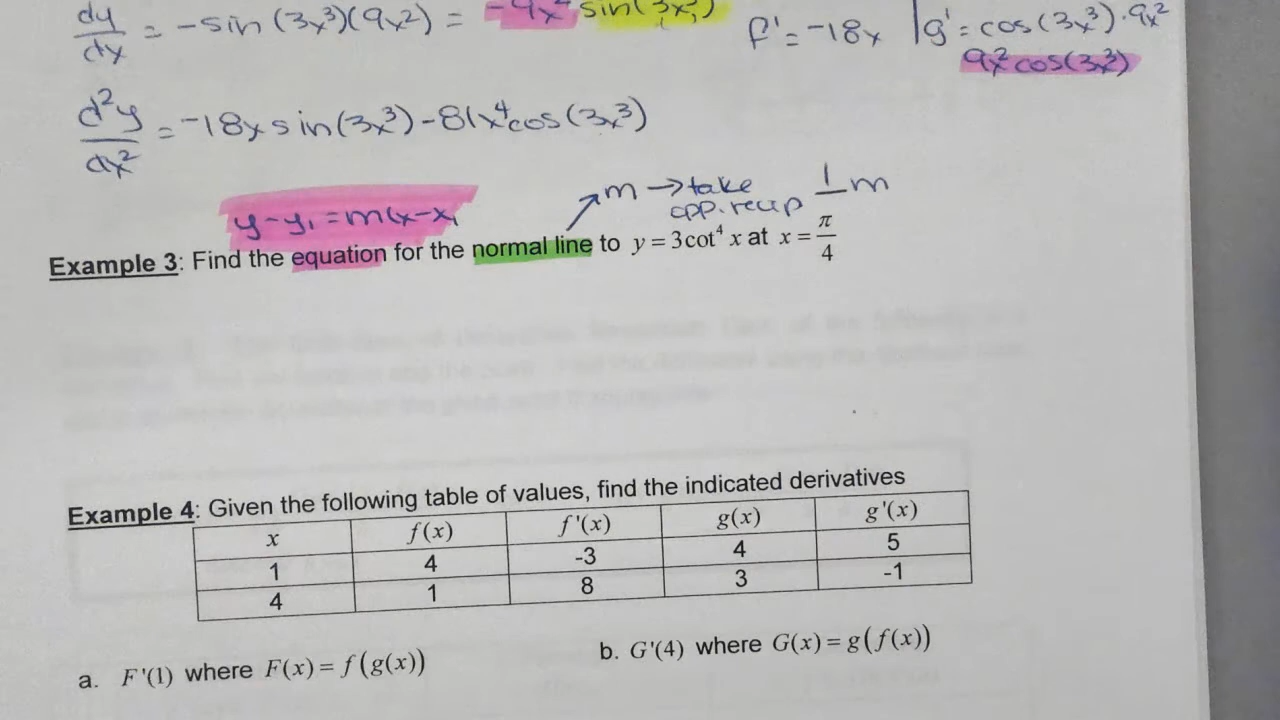 dy/dx = -sin(3x³)(9x²) = -9x² sin(3x³)
f' = -18x | g' = cos(3x³)·9x²
9x² cos(3x³)
d²y/dx² = -18x sin(3x³) - 81x⁴cos(3x³)
m → take 1/m
opp. recip
y-y₁ = m(x-x₁
Example 3: Find the equation for the normal line to y = 3cot⁴ x at x = π/4
Example 4: Given the following table of values, find the indicated derivatives
x f(x) f'(x) g(x) g'(x)
1 4 -3 4 5
4 1 8 3 -1
a. F'(1) where F(x) = f(g(x))
b. G'(4) where G(x) = g(f(x))